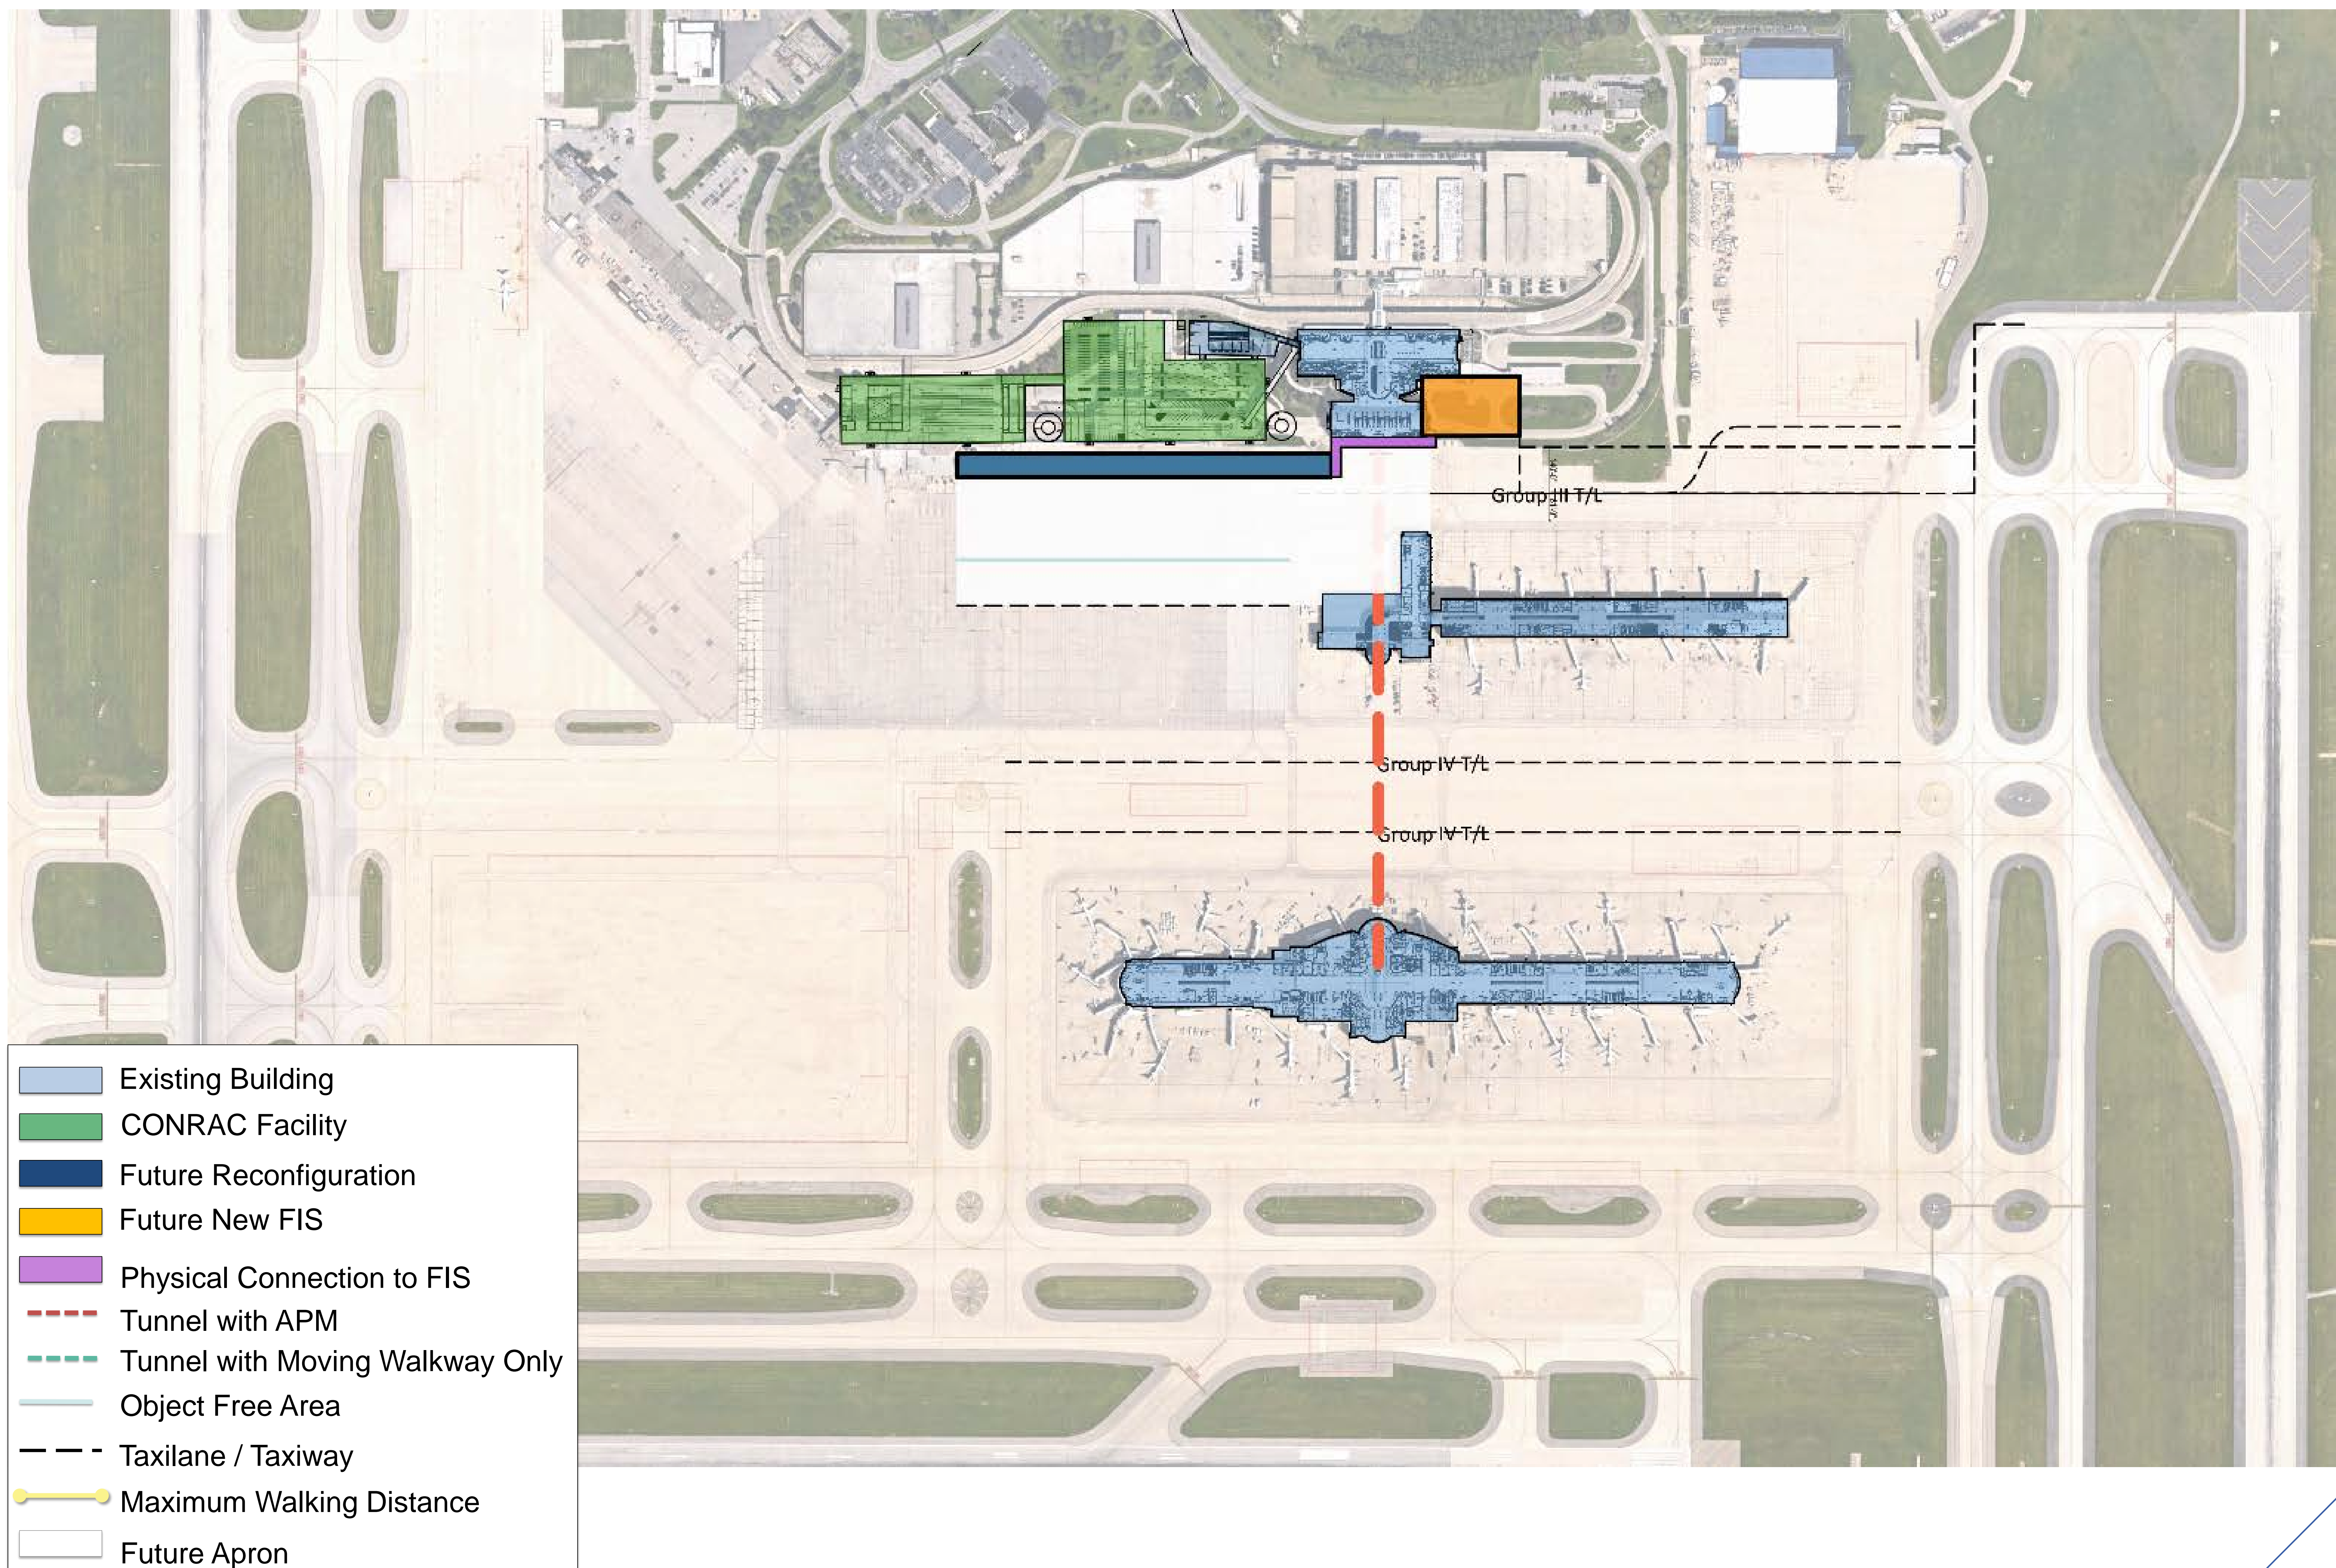 Group III T/L
Group IV T/L
Group IV T/L
Existing Building
CONRAC Facility
Future Reconfiguration
Future New FIS
Physical Connection to FIS
Tunnel with APM
Tunnel with Moving Walkway Only
Object Free Area
Taxilane / Taxiway
Maximum Walking Distance
Future Apron